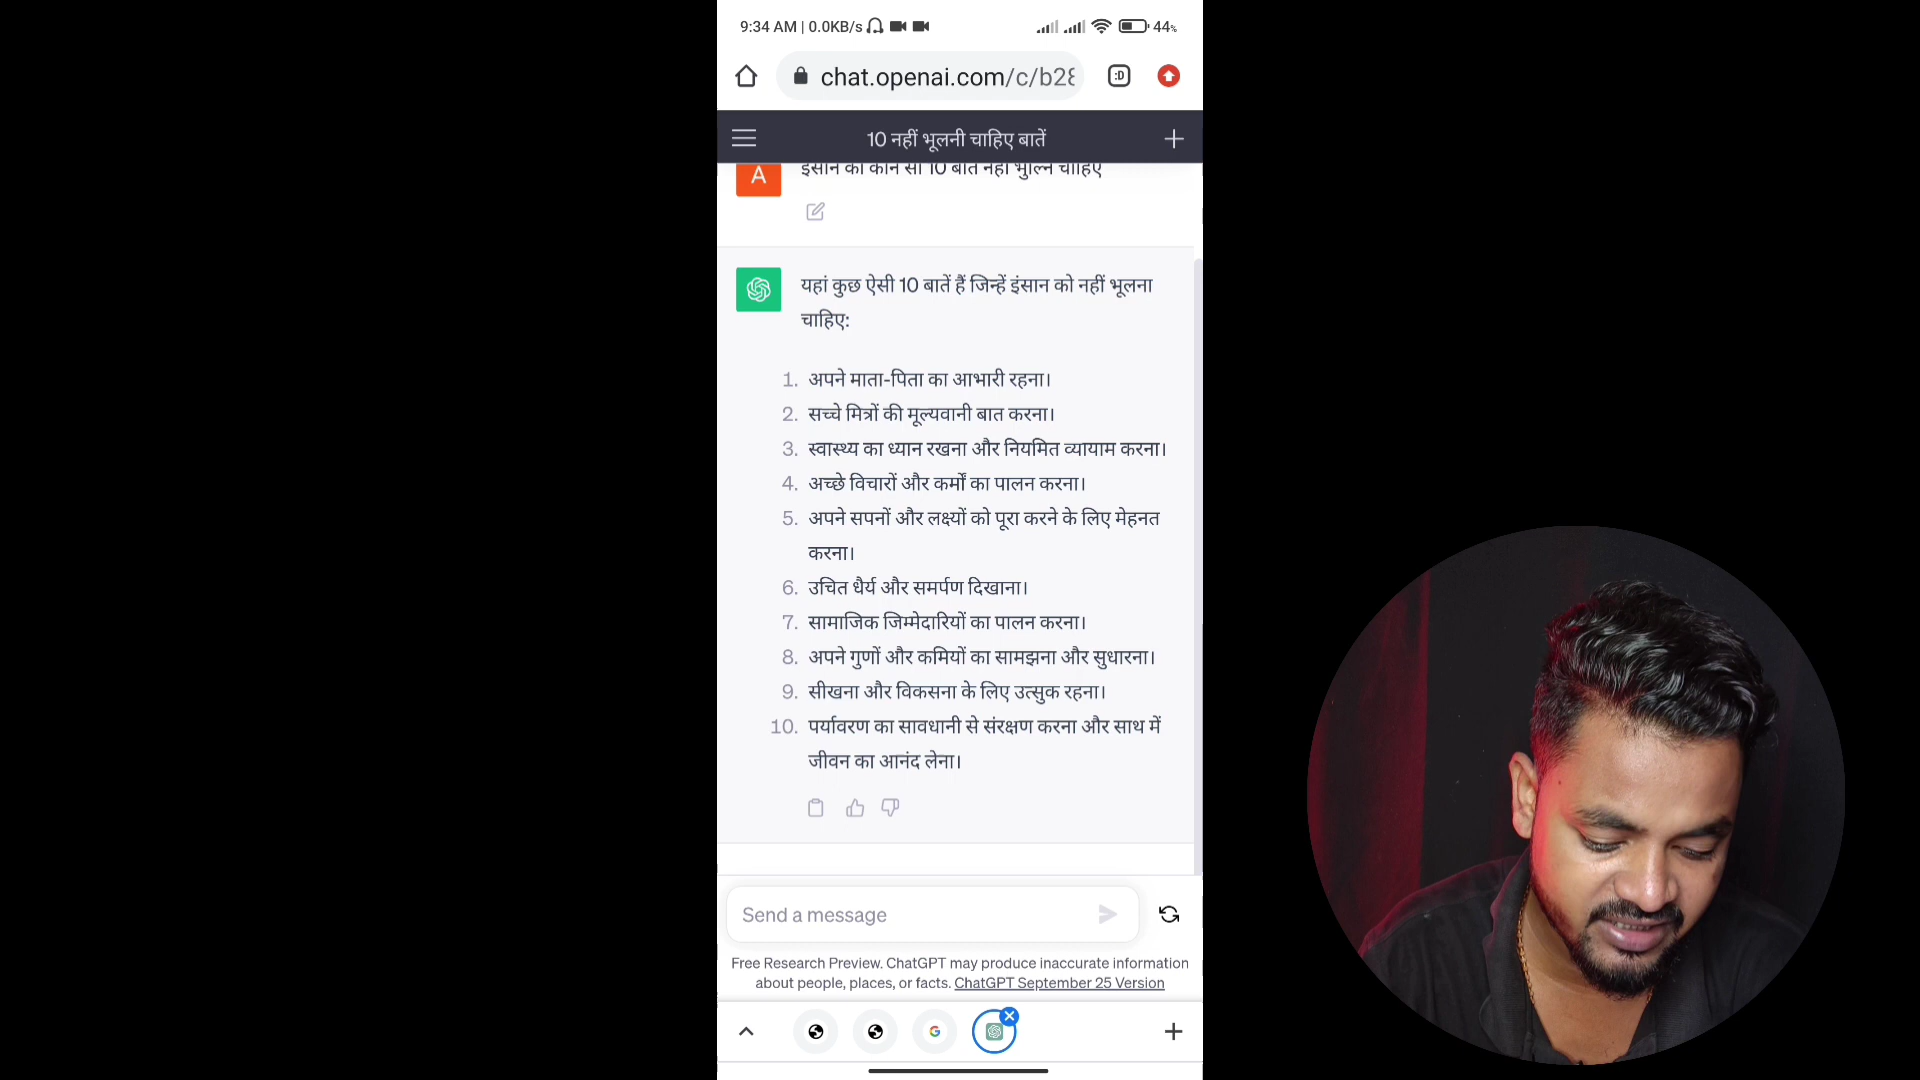 9:34 AM | 0.0KB/s
44%
chat.openai.com/c/b28
:D
10 नहीं भूलनी चाहिए बातें
A
इंसान को कौन सी 10 बातें नहीं भुलनि चाहिए
यहां कुछ ऐसी 10 बातें हैं जिन्हें इंसान को नहीं भूलना
चाहिए:
1. अपने माता-पिता का आभारी रहना।
2. सच्चे मित्रों की मूल्यवानी बात करना।
3. स्वास्थ्य का ध्यान रखना और नियमित व्यायाम करना।
4. अच्छे विचारों और कर्मों का पालन करना।
5. अपने सपनों और लक्ष्यों को पूरा करने के लिए मेहनत
करना।
6. उचित धैर्य और समर्पण दिखाना।
7. सामाजिक जिम्मेदारियों का पालन करना।
8. अपने गुणों और कमियों का सामझना और सुधारना।
9. सीखना और विकसना के लिए उत्सुक रहना।
10. पर्यावरण का सावधानी से संरक्षण करना और साथ में
जीवन का आनंद लेना।
Send a message
Free Research Preview. ChatGPT may produce inaccurate information
about people, places, or facts. ChatGPT September 25 Version